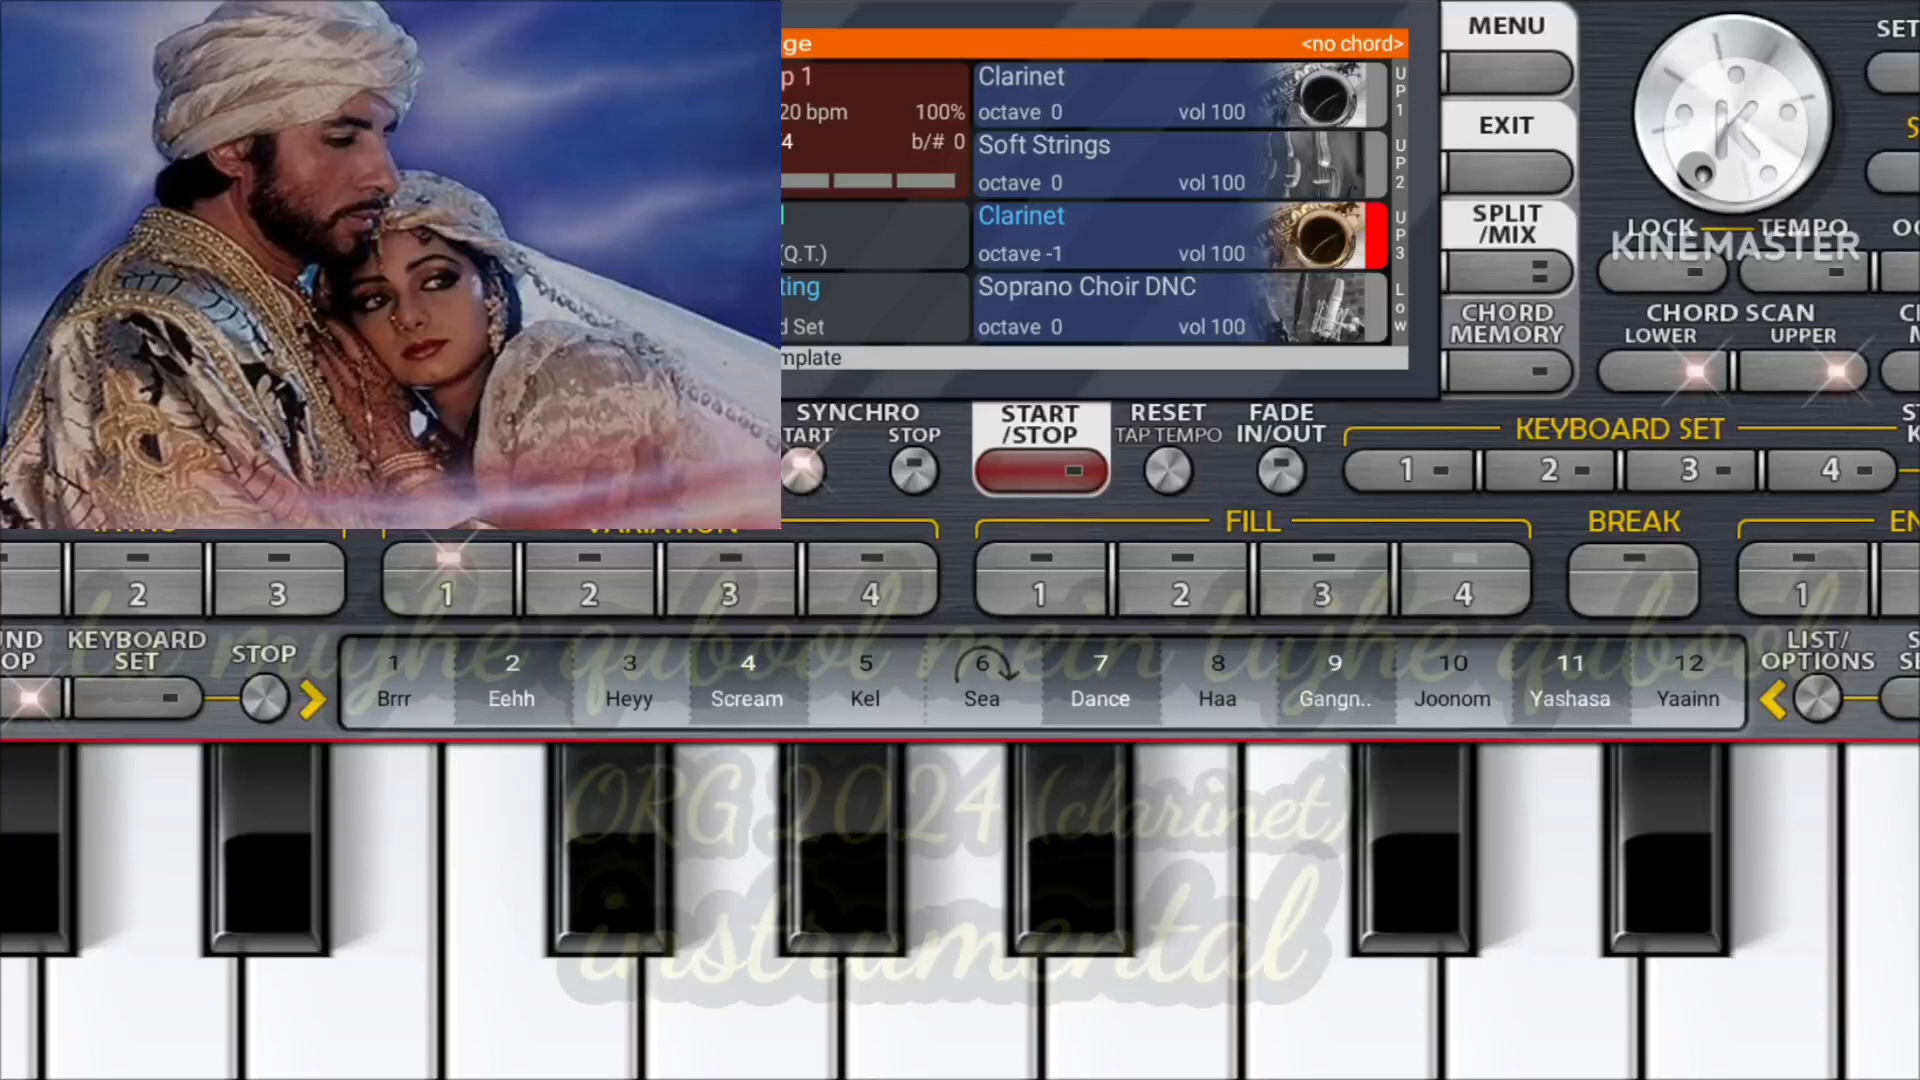 ge <no chord>
p 1
20 bpm 100%
4 b/# 0
(Q.T.)
ting
d Set
mplate
Clarinet
octave 0 vol 100
UP1
Soft Strings
octave 0 vol 100
UP2
Clarinet
octave -1 vol 100
UP3
Soprano Choir DNC
octave 0 vol 100
Low
MENU
EXIT
SPLIT
/MIX
CHORD
MEMORY
SET
LOCK TEMPO
KINEMASTER
CHORD SCAN
LOWER UPPER
SYNCHRO
TART STOP
START
/STOP
RESET
TAP TEMPO
FADE
IN/OUT
KEYBOARD SET
1 2 3 4
VARIATION
FILL
BREAK
EN
2 3 1 2 3 4 1 2 3 4 1
mujhe qubool mein tujhe qubool
UND
OP
KEYBOARD
SET
STOP
1 2 3 4 5 6 7 8 9 10 11 12
Brrr Eehh Heyy Scream Kel Sea Dance Haa Gangn.. Joonom Yashasa Yaainn
LIST/
OPTIONS
ORG 2024 (clarinet)
instrumental